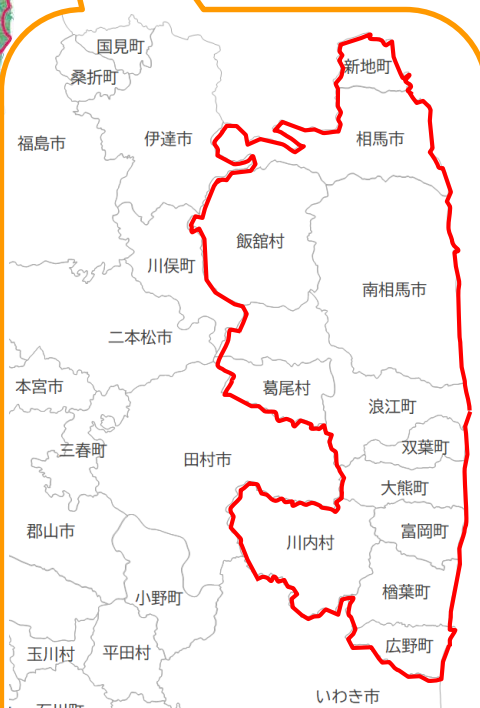 国見町
新地町
桑折町
福島市
伊達市
相馬市
飯舘村
川俣町
南相馬市
二本松市
本宮市
葛尾村
浪江町
三春町
双葉町
田村市
大熊町
郡山市
富岡町
川内村
小野町
楢葉町
玉川村
平田村
広野町
いわき市
石川町